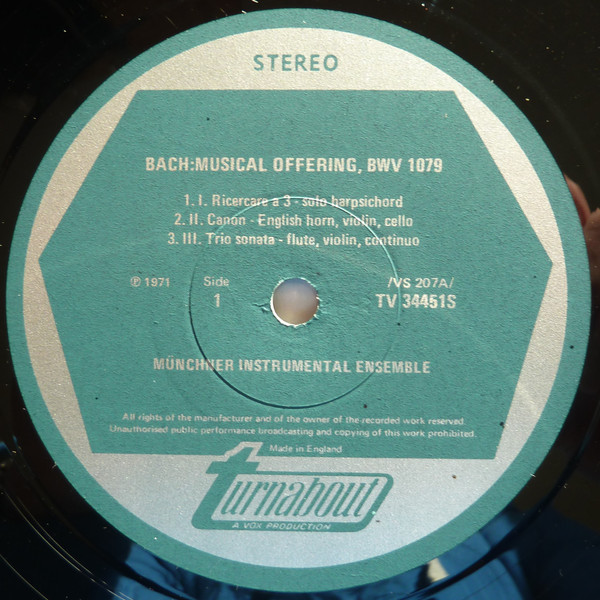 STEREO
BACH:MUSICAL OFFERING, BWV 1079
1. I. Ricercare a 3 - solo harpsichord
2. II. Canon - English horn, violin, cello
3. III. Trio sonata - flute, violin, continuo
℗ 1971 Side /VS 207A/
1 TV 34451S
MÜNCHNER INSTRUMENTAL ENSEMBLE
All rights of the manufacturer and of the owner of the recorded work reserved.
Unauthorised public performance broadcasting and copying of this work prohibited.
Made in England
turnabout
A VOX PRODUCTION